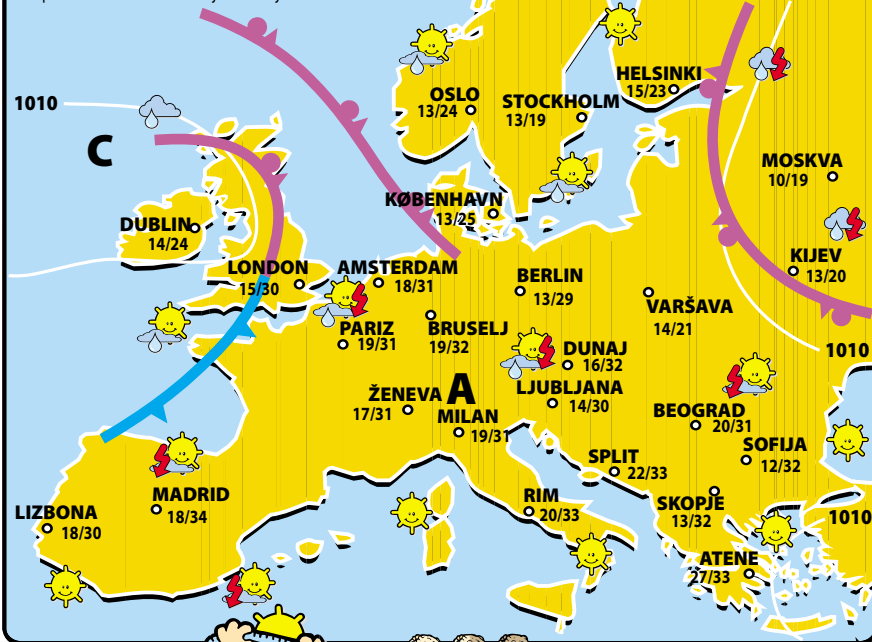 OSLO
13/24
STOCKHOLM
13/19
HELSINKI
15/23
1010
C
MOSKVA
10/19
KØBENHAVN
13/25
DUBLIN
14/24
LONDON
15/30
AMSTERDAM
18/31
BERLIN
13/29
KIJEV
13/20
VARŠAVA
14/21
PARIZ
19/31
BRUSELJ
19/32
DUNAJ
16/32
1010
A
ŽENEVA
17/31
LJUBLJANA
14/30
MILAN
19/31
BEOGRAD
20/31
SOFIJA
12/32
SPLIT
22/33
MADRID
18/34
LIZBONA
18/30
RIM
20/33
SKOPJE
13/32
1010
ATENE
27/33